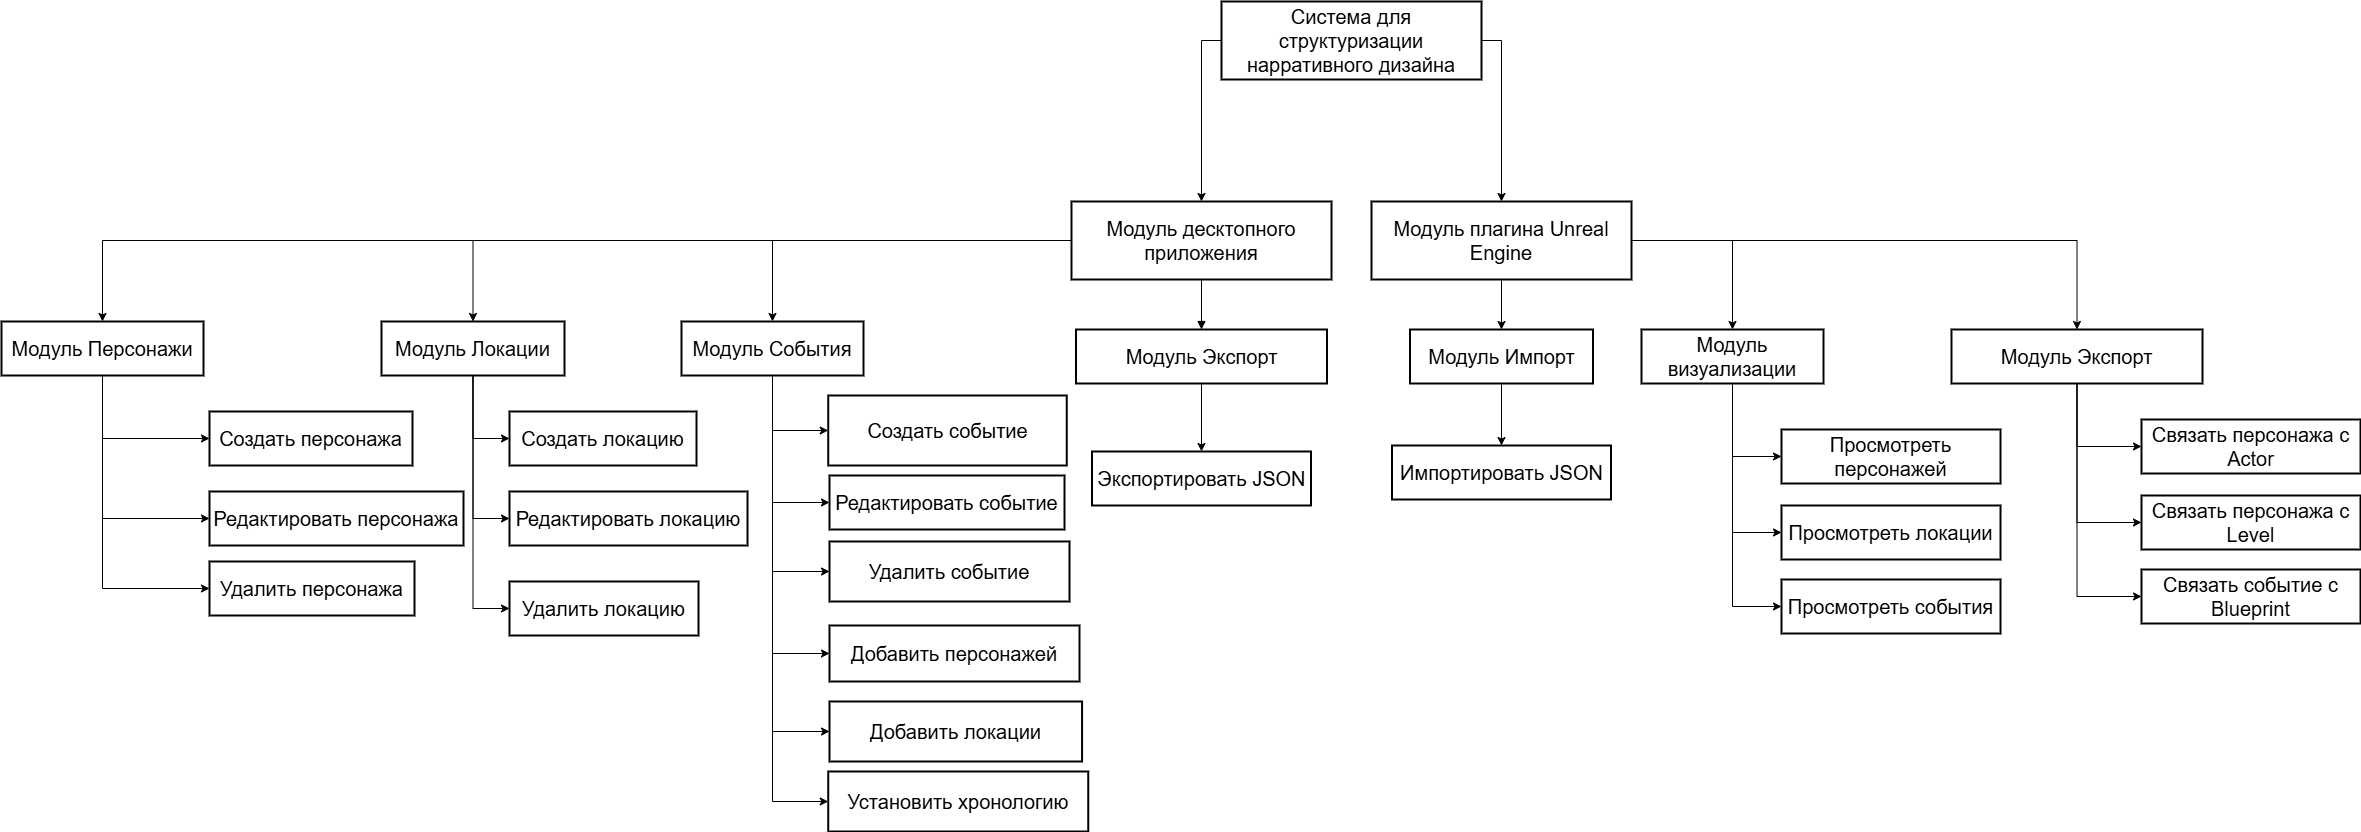 Система для
структуризации
нарративного дизайна
Модуль десктопного
приложения
Модуль плагина Unreal
Engine
Модуль Персонажи
Модуль Локации
Модуль События
Модуль Экспорт
Модуль Импорт
Модуль
визуализации
Модуль Экспорт
Создать персонажа
Редактировать персонажа
Удалить персонажа
Создать локацию
Редактировать локацию
Удалить локацию
Создать событие
Редактировать событие
Удалить событие
Добавить персонажей
Добавить локации
Установить хронологию
Экспортировать JSON
Импортировать JSON
Просмотреть
персонажей
Просмотреть локации
Просмотреть события
Связать персонажа с
Actor
Связать персонажа с
Level
Связать событие с
Blueprint